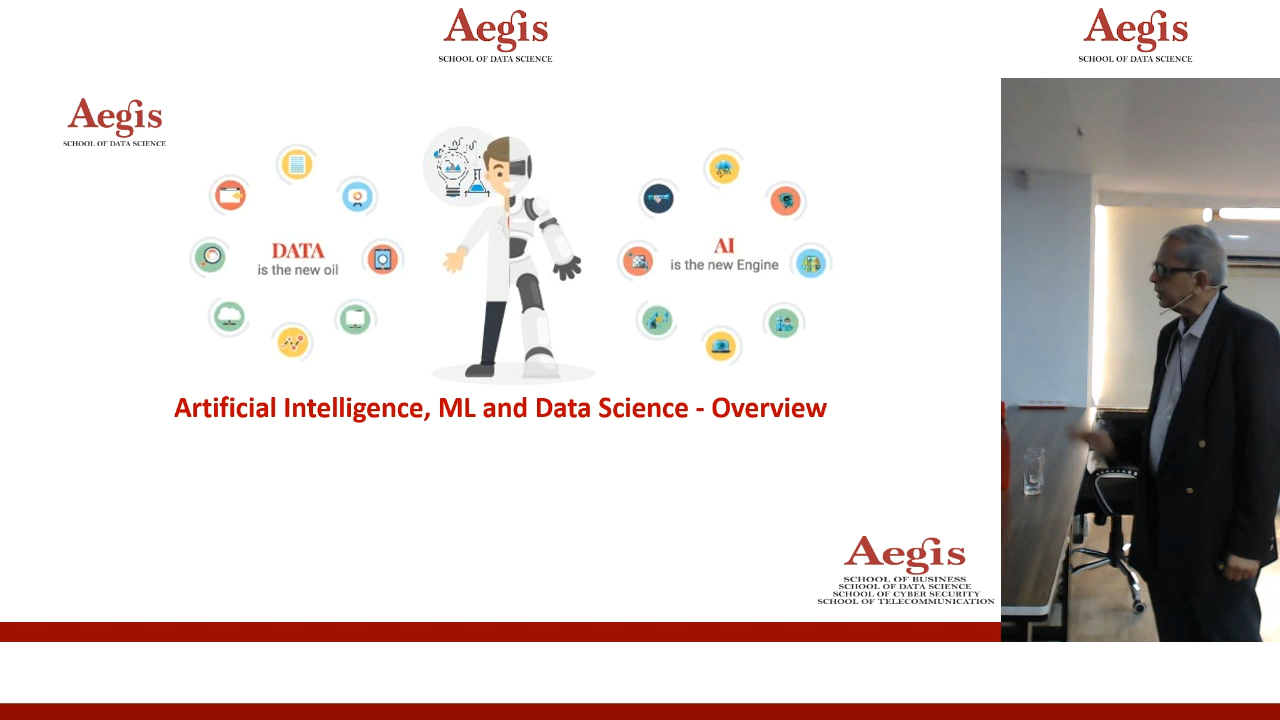 Aegis
SCHOOL OF DATA SCIENCE
Aegis
SCHOOL OF DATA SCIENCE
Aegis
SCHOOL OF DATA SCIENCE
DATA
is the new oil
AI
is the new Engine
Artificial Intelligence, ML and Data Science - Overview
Aegis
SCHOOL OF BUSINESS
SCHOOL OF DATA SCIENCE
SCHOOL OF CYBER SECURITY
SCHOOL OF TELECOMMUNICATION